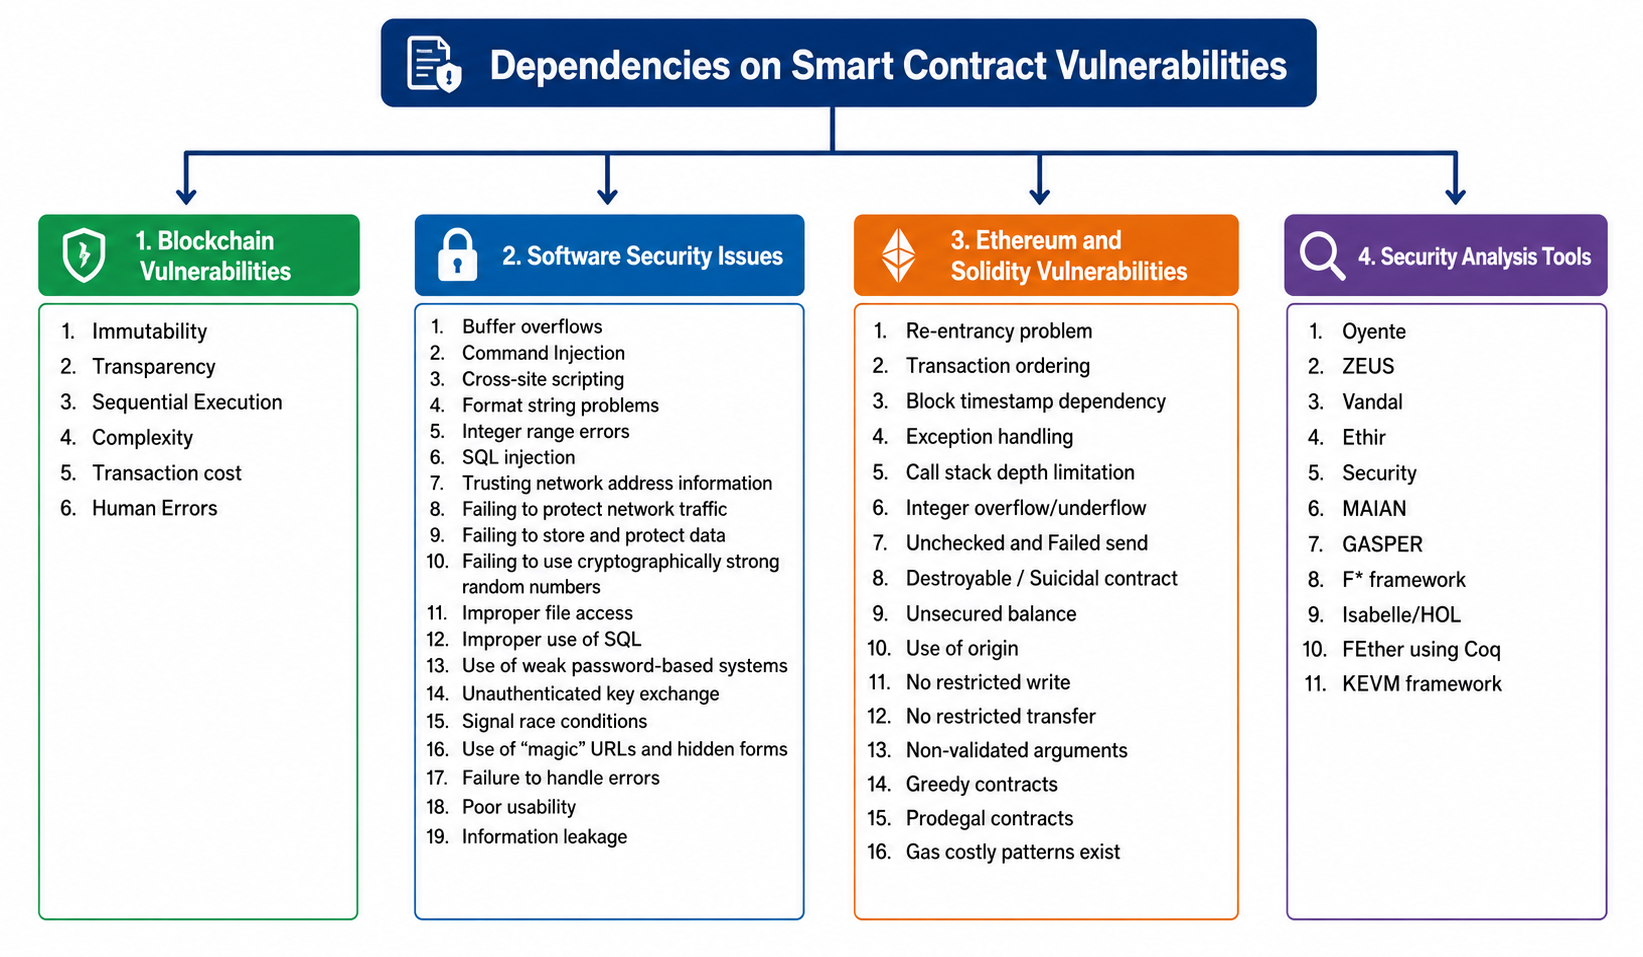 Dependencies on Smart Contract Vulnerabilities
1. Blockchain
Vulnerabilities
1. Immutability
2. Transparency
3. Sequential Execution
4. Complexity
5. Transaction cost
6. Human Errors
2. Software Security Issues
1. Buffer overflows
2. Command Injection
3. Cross-site scripting
4. Format string problems
5. Integer range errors
6. SQL injection
7. Trusting network address information
8. Failing to protect network traffic
9. Failing to store and protect data
10. Failing to use cryptographically strong
random numbers
11. Improper file access
12. Improper use of SQL
13. Use of weak password-based systems
14. Unauthenticated key exchange
15. Signal race conditions
16. Use of “magic” URLs and hidden forms
17. Failure to handle errors
18. Poor usability
19. Information leakage
3. Ethereum and
Solidity Vulnerabilities
1. Re-entrancy problem
2. Transaction ordering
3. Block timestamp dependency
4. Exception handling
5. Call stack depth limitation
6. Integer overflow/underflow
7. Unchecked and Failed send
8. Destroyable / Suicidal contract
9. Unsecured balance
10. Use of origin
11. No restricted write
12. No restricted transfer
13. Non-validated arguments
14. Greedy contracts
15. Prodegal contracts
16. Gas costly patterns exist
4. Security Analysis Tools
1. Oyente
2. ZEUS
3. Vandal
4. Ethir
5. Security
6. MAIAN
7. GASPER
8. F* framework
9. Isabelle/HOL
10. FEther using Coq
11. KEVM framework